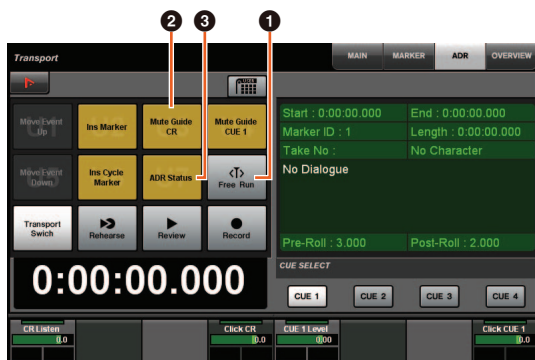 2 3 1
Transport MAIN MARKER ADR OVERVIEW
Move Event Up
Ins Marker
Mute Guide CR
Mute Guide CUE 1
Move Event Down
Ins Cycle Marker
ADR Status
<T> Free Run
Transport Swich
Rehearse
Review
Record
0:00:00.000
Start : 0:00:00.000 End : 0:00:00.000
Marker ID : 1 Length : 0:00:00.000
Take No : No Character
No Dialogue
Pre-Roll : 3.000 Post-Roll : 2.000
CUE SELECT
CUE 1 CUE 2 CUE 3 CUE 4
CR Listen Click CR CUE 1 Level Click CUE 1
0.0 0.0 0.00 0.0